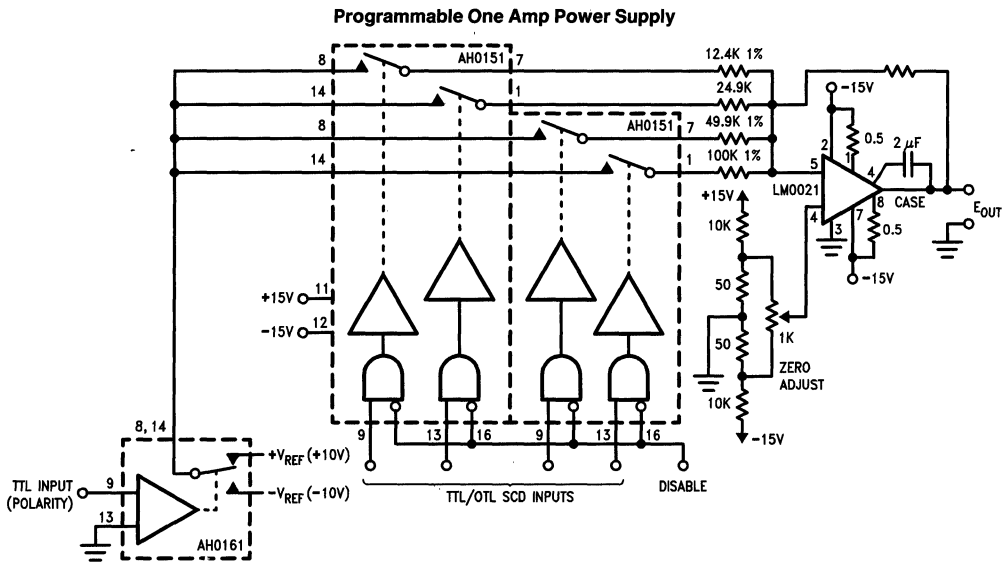 Programmable One Amp Power Supply
8
AH0151
7
12.4K 1%
14
1
24.9K
8
AH0151
7
49.9K 1%
14
1
100K 1%
-15V
2
0.5
1
2 μF
5
4
LM0021
CASE
8
4
3
7
0.5
EOUT
-15V
+15V
10K
50
50
1K
ZERO
ADJUST
10K
-15V
+15V
11
-15V
12
9
13
16
9
13
16
TTL/OTL SCD INPUTS
DISABLE
8, 14
+VREF (+10V)
-VREF (-10V)
TTL INPUT
(POLARITY)
9
13
AH0161